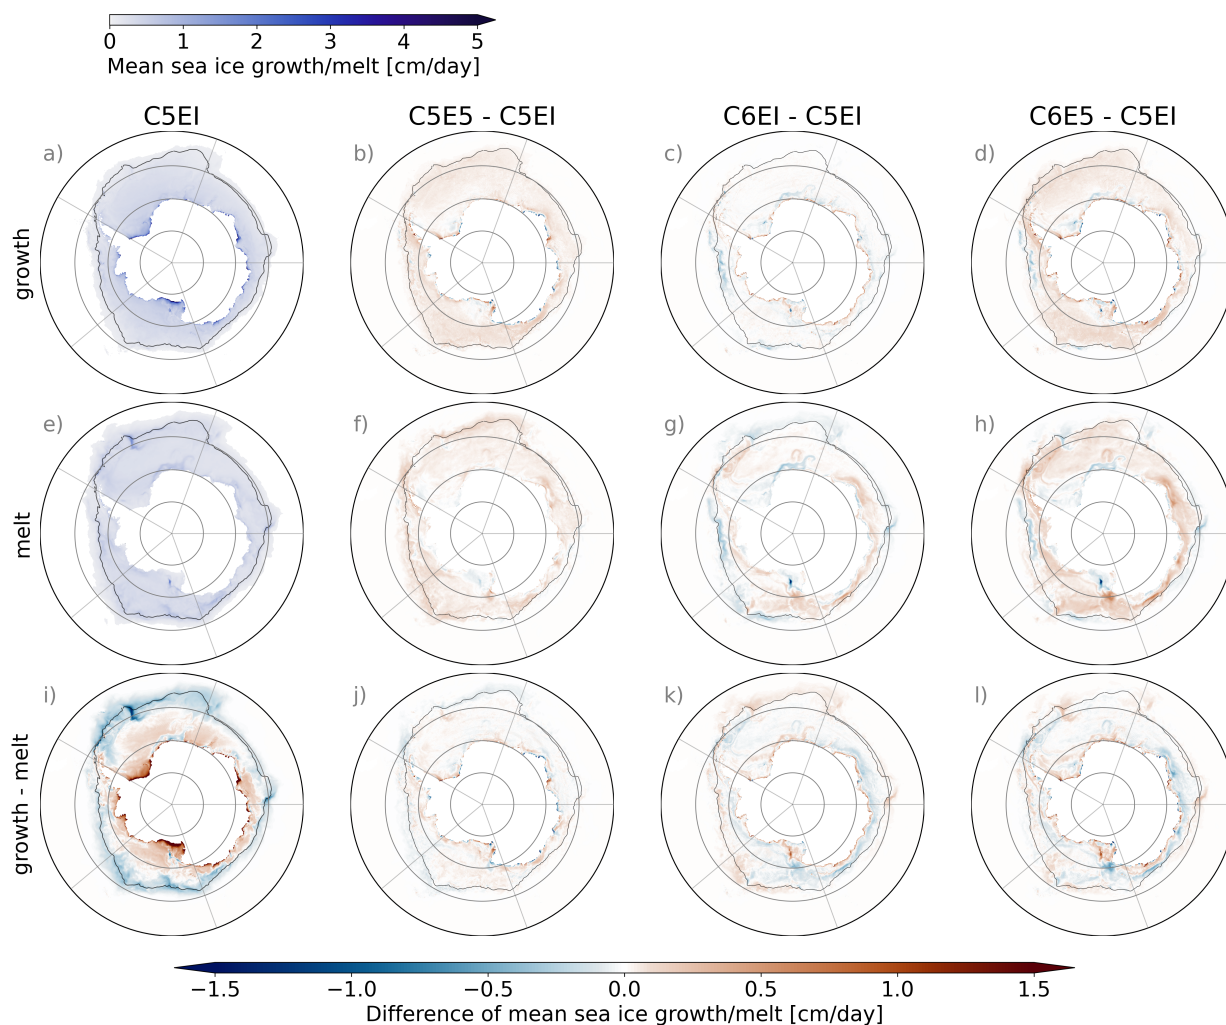 0 1 2 3 4 5
Mean sea ice growth/melt [cm/day]
C5EI C5E5 - C5EI C6EI - C5EI C6E5 - C5EI
a) b) c) d)
growth
e) f) g) h)
melt
i) j) k) l)
growth - melt
−1.5 −1.0 −0.5 0.0 0.5 1.0 1.5
Difference of mean sea ice growth/melt [cm/day]